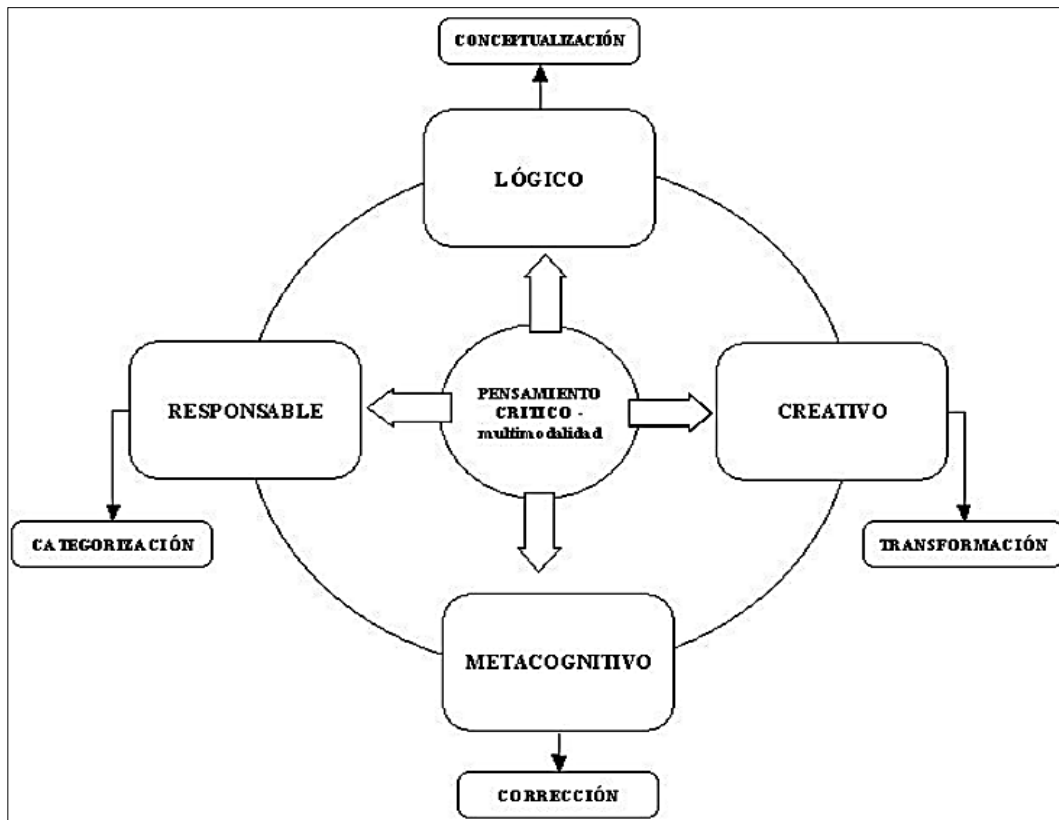 CONCEPTUALIZACIÓN
LÓGICO
RESPONSABLE
PENSAMIENTO
CRITICO -
multimodalidad
CREATIVO
CATEGORIZACIÓN
TRANSFORMACIÓN
METACOGNITIVO
CORRECCIÓN